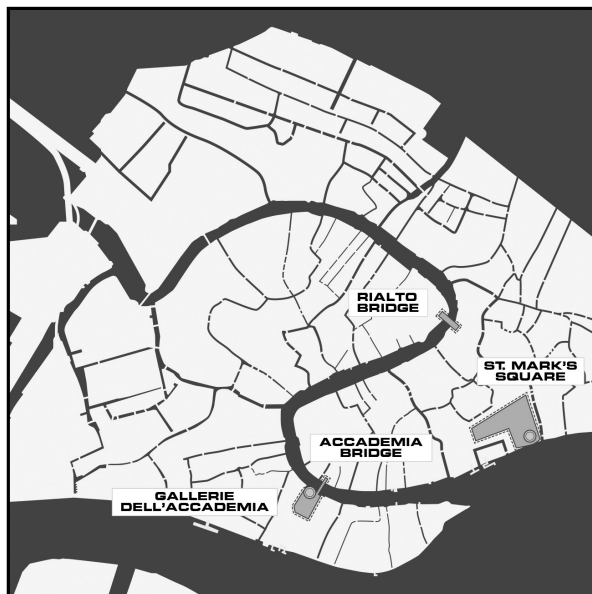 RIALTO
BRIDGE
ST. MARK'S
SQUARE
ACCADEMIA
BRIDGE
GALLERIE
DELL'ACCADEMIA